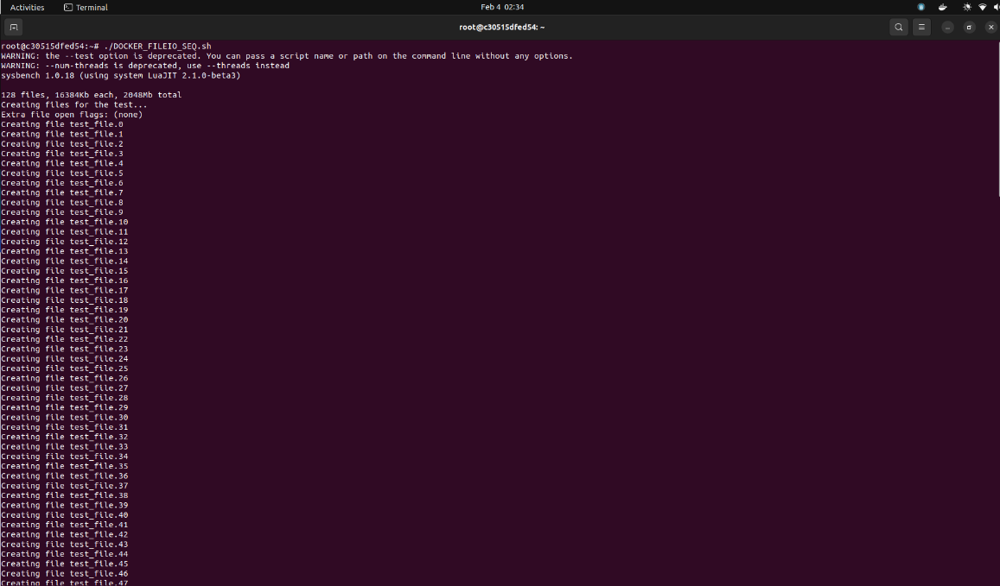 Activities Terminal Feb 4 02:34
root@c30515dfed54: ~
root@c30515dfed54:~# ./DOCKER_FILEIO_SEQ.sh
WARNING: the --test option is deprecated. You can pass a script name or path on the command line without any options.
WARNING: --num-threads is deprecated, use --threads instead
sysbench 1.0.18 (using system LuaJIT 2.1.0-beta3)
128 files, 16384Kb each, 2048Mb total
Creating files for the test...
Extra file open flags: (none)
Creating file test_file.0
Creating file test_file.1
Creating file test_file.2
Creating file test_file.3
Creating file test_file.4
Creating file test_file.5
Creating file test_file.6
Creating file test_file.7
Creating file test_file.8
Creating file test_file.9
Creating file test_file.10
Creating file test_file.11
Creating file test_file.12
Creating file test_file.13
Creating file test_file.14
Creating file test_file.15
Creating file test_file.16
Creating file test_file.17
Creating file test_file.18
Creating file test_file.19
Creating file test_file.20
Creating file test_file.21
Creating file test_file.22
Creating file test_file.23
Creating file test_file.24
Creating file test_file.25
Creating file test_file.26
Creating file test_file.27
Creating file test_file.28
Creating file test_file.29
Creating file test_file.30
Creating file test_file.31
Creating file test_file.32
Creating file test_file.33
Creating file test_file.34
Creating file test_file.35
Creating file test_file.36
Creating file test_file.37
Creating file test_file.38
Creating file test_file.39
Creating file test_file.40
Creating file test_file.41
Creating file test_file.42
Creating file test_file.43
Creating file test_file.44
Creating file test_file.45
Creating file test_file.46
Creating file test_file.47